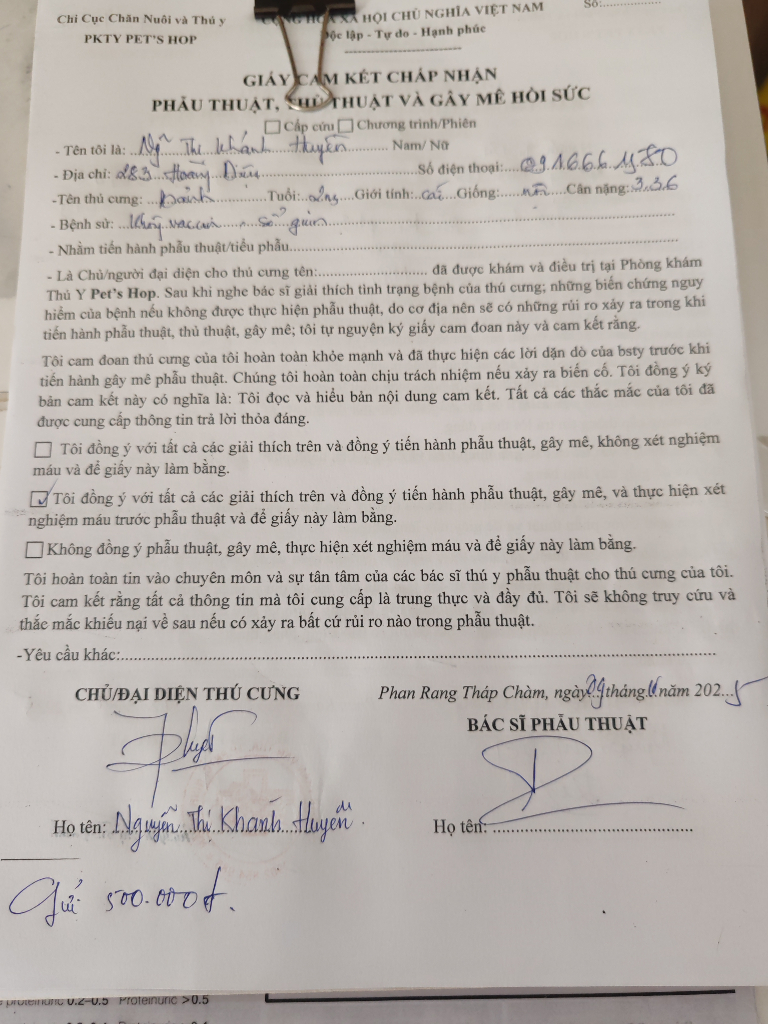 Chi Cục Chăn Nuôi và Thú y
CỘNG HÒA XÃ HỘI CHỦ NGHĨA VIỆT NAM
Số:
PKTY PET'S HOP
Độc lập - Tự do - Hạnh phúc
GIẤY CAM KẾT CHẤP NHẬN
PHẪU THUẬT, THỦ THUẬT VÀ GÂY MÊ HỒI SỨC
Cấp cứu Chương trình/Phiên
- Tên tôi là: Ng~ Thị Khánh Huyền Nam/ Nữ
- Địa chỉ: 283 Hoàng Diệu Số điện thoại:
-Tên thú cưng: Tuổi: Giới tính: cái Giống: Cân nặng: 3.36
- Bệnh sử: sổ giun
- Nhằm tiến hành phẫu thuật/tiểu phẫu
- Là Chủ/người đại diện cho thú cưng tên: đã được khám và điều trị tại Phòng khám
Thú Y Pet's Hop. Sau khi nghe bác sĩ giải thích tình trạng bệnh của thú cưng; những biến chứng nguy
hiểm của bệnh nếu không được thực hiện phẫu thuật, do cơ địa nên sẽ có những rủi ro xảy ra trong khi
tiến hành phẫu thuật, thủ thuật, gây mê; tôi tự nguyện ký giấy cam đoan này và cam kết rằng.
Tôi cam đoan thú cưng của tôi hoàn toàn khỏe mạnh và đã thực hiện các lời dặn dò của bsty trước khi
tiến hành gây mê phẫu thuật. Chúng tôi hoàn toàn chịu trách nhiệm nếu xảy ra biến cố. Tôi đồng ý ký
bản cam kết này có nghĩa là: Tôi đọc và hiểu bản nội dung cam kết. Tất cả các thắc mắc của tôi đã
được cung cấp thông tin trả lời thỏa đáng.
Tôi đồng ý với tất cả các giải thích trên và đồng ý tiến hành phẫu thuật, gây mê, không xét nghiệm
máu và để giấy này làm bằng.
Tôi đồng ý với tất cả các giải thích trên và đồng ý tiến hành phẫu thuật, gây mê, và thực hiện xét
nghiệm máu trước phẫu thuật và để giấy này làm bằng.
Không đồng ý phẫu thuật, gây mê, thực hiện xét nghiệm máu và để giấy này làm bằng.
Tôi hoàn toàn tin vào chuyên môn và sự tân tâm của các bác sĩ thú y phẫu thuật cho thú cưng của tôi.
Tôi cam kết rằng tất cả thông tin mà tôi cung cấp là trung thực và đầy đủ. Tôi sẽ không truy cứu và
thắc mắc khiếu nại về sau nếu có xảy ra bất cứ rủi ro nào trong phẫu thuật.
-Yêu cầu khác:
CHỦ/ĐẠI DIỆN THÚ CƯNG
Phan Rang Tháp Chàm, ngày 29 tháng 11 năm 2025
BÁC SĨ PHẪU THUẬT
Họ tên: Nguyễn Thị Khánh Huyền
Họ tên:
Gửi 500.000đ.
proteinuric 0.2–0.5 Proteinuric >0.5